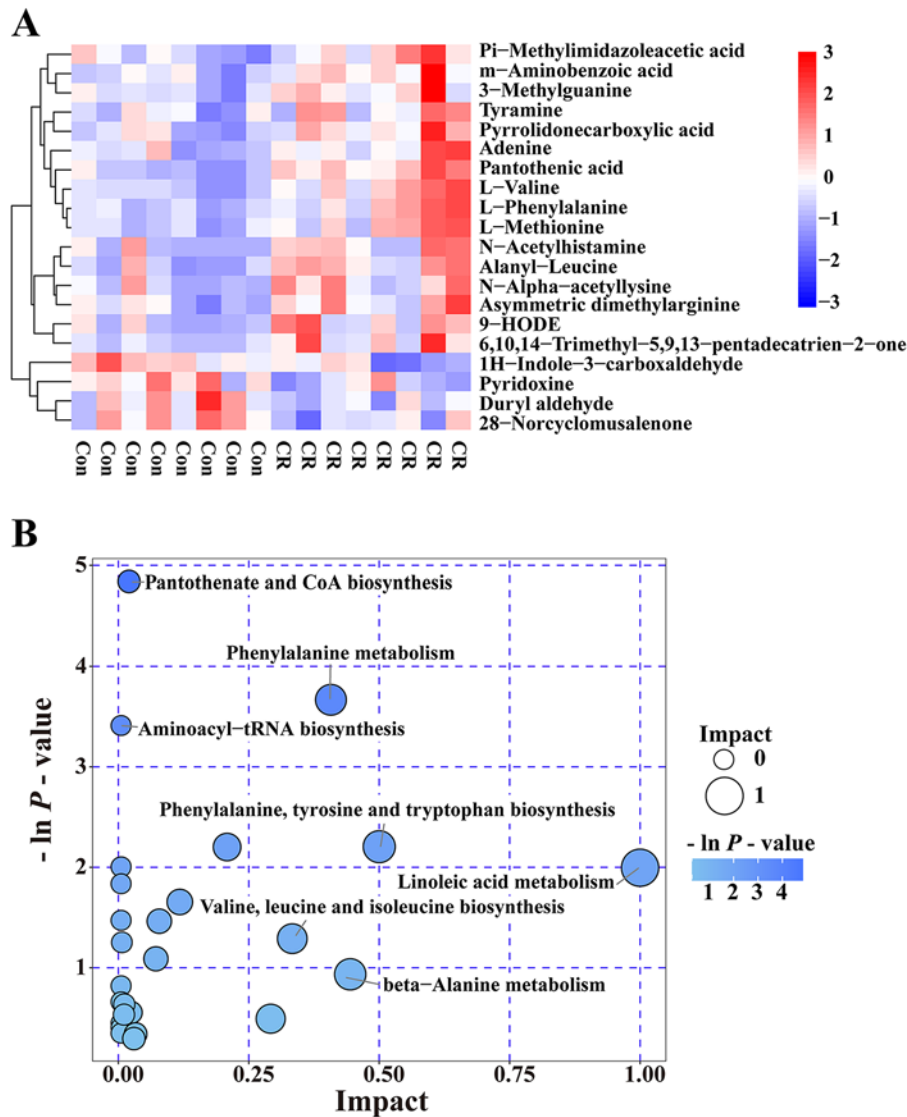 A
Pi−Methylimidazoleacetic acid
m−Aminobenzoic acid
3−Methylguanine
Tyramine
Pyrrolidonecarboxylic acid
Adenine
Pantothenic acid
L−Valine
L−Phenylalanine
L−Methionine
N−Acetylhistamine
Alanyl−Leucine
N−Alpha−acetyllysine
Asymmetric dimethylarginine
9−HODE
6,10,14−Trimethyl−5,9,13−pentadecatrien−2−one
1H−Indole−3−carboxaldehyde
Pyridoxine
Duryl aldehyde
28−Norcyclomusalenone
3
2
1
0
−1
−2
−3
Con Con Con Con Con Con Con Con CR CR CR CR CR CR CR CR
B
5
4
3
2
1
- ln P - value
Pantothenate and CoA biosynthesis
Phenylalanine metabolism
Aminoacyl−tRNA biosynthesis
Phenylalanine, tyrosine and tryptophan biosynthesis
Linoleic acid metabolism
Valine, leucine and isoleucine biosynthesis
beta−Alanine metabolism
0.00 0.25 0.50 0.75 1.00
Impact
Impact
0
1
- ln P - value
1 2 3 4